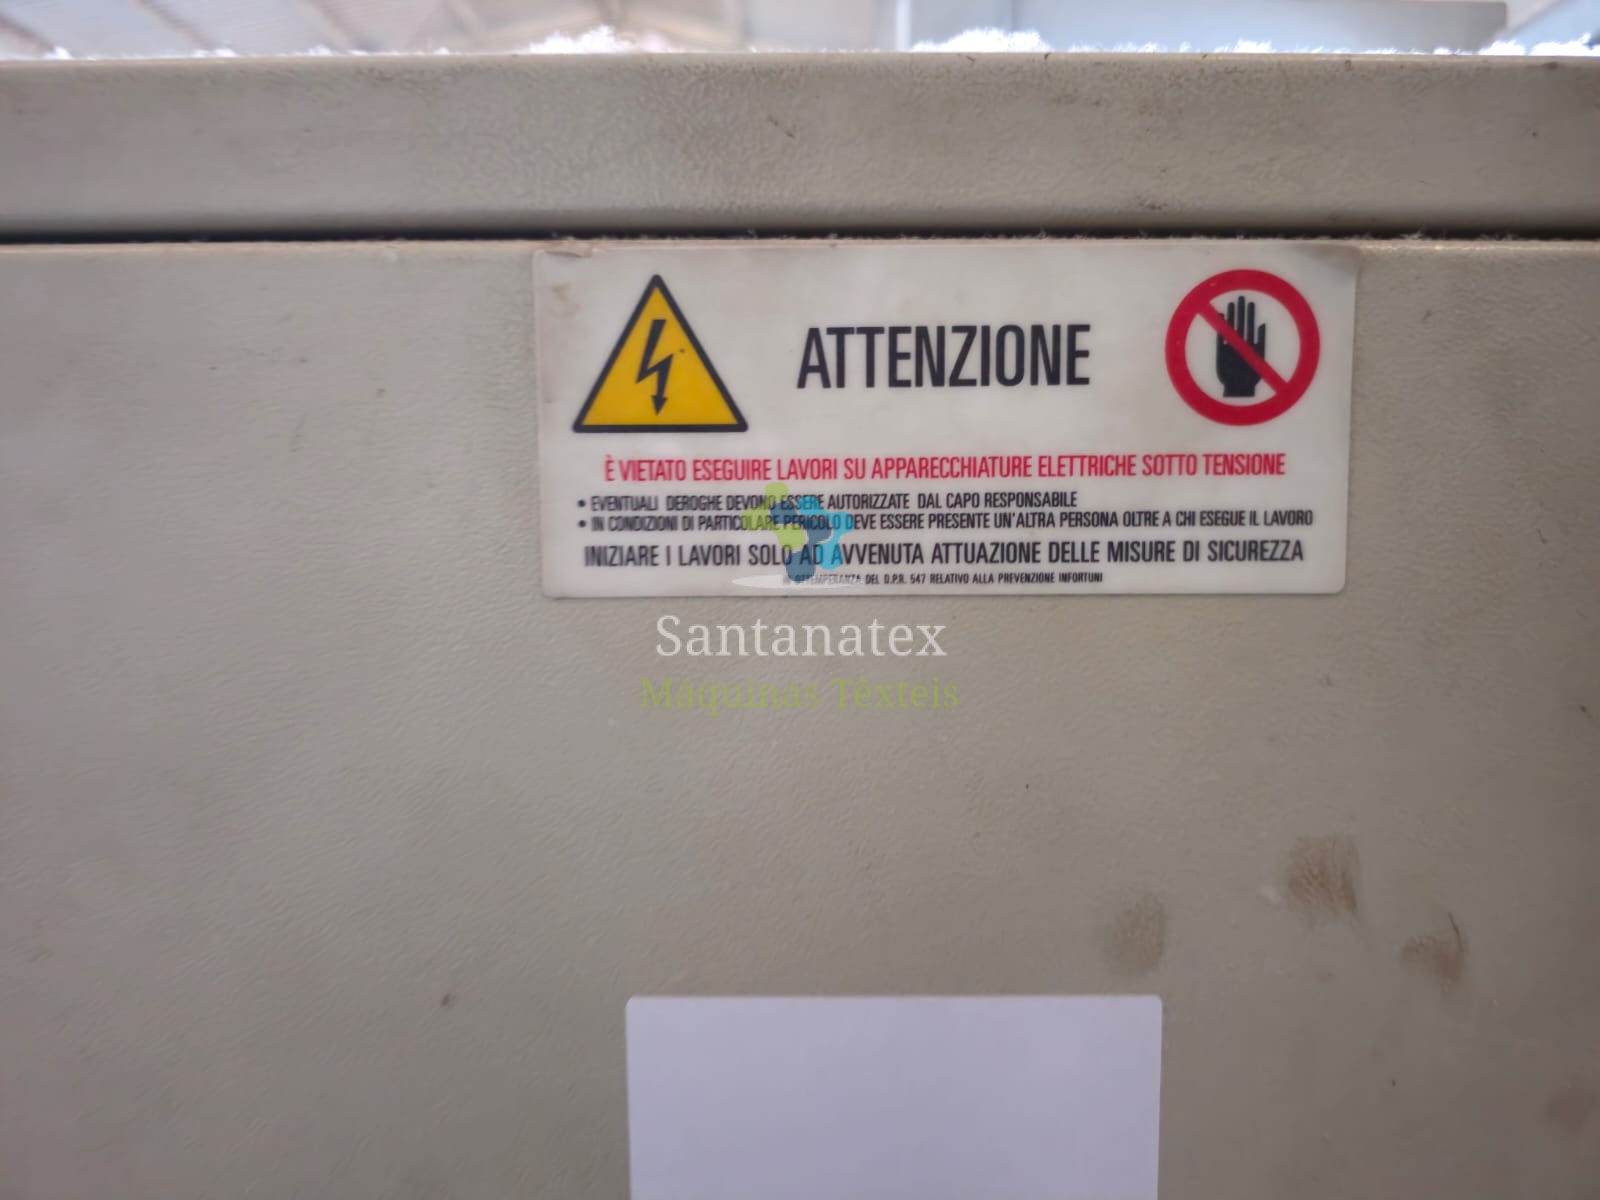 ATTENZIONE
È VIETATO ESEGUIRE LAVORI SU APPARECCHIATURE ELETTRICHE SOTTO TENSIONE
• EVENTUALI DEROGHE DEVONO ESSERE AUTORIZZATE DAL CAPO RESPONSABILE
• IN CONDIZIONI DI PARTICOLARE PERICOLO DEVE ESSERE PRESENTE UN'ALTRA PERSONA OLTRE A CHI ESEGUE IL LAVORO
INIZIARE I LAVORI SOLO AD AVVENUTA ATTUAZIONE DELLE MISURE DI SICUREZZA
IN OTTEMPERANZA DEL D.P.R. 547 RELATIVO ALLA PREVENZIONE INFORTUNI
Santanatex
Máquinas Têxteis